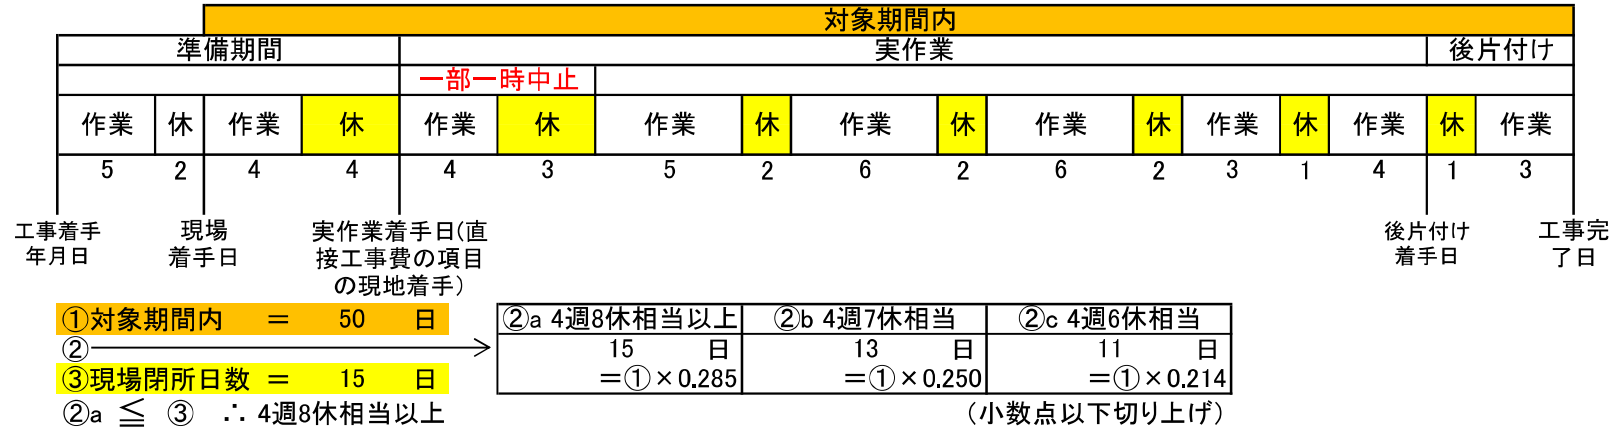 対象期間内
準備期間 実作業 後片付け
一部一時中止
作業 休 作業 休 作業 休 作業 休 作業 休 作業 休 作業 休 作業 休 作業
5 2 4 4 4 3 5 2 6 2 6 2 3 1 4 1 3
工事着手
年月日
現場
着手日
実作業着手日(直
接工事費の項目
の現地着手)
後片付け
着手日
工事完
了日
①対象期間内 = 50 日
②
③現場閉所日数 = 15 日
②a ≦ ③ ∴ 4週8休相当以上
②a 4週8休相当以上 ②b 4週7休相当 ②c 4週6休相当
15 日 13 日 11 日
=①×0.285 =①×0.250 =①×0.214
(小数点以下切り上げ)